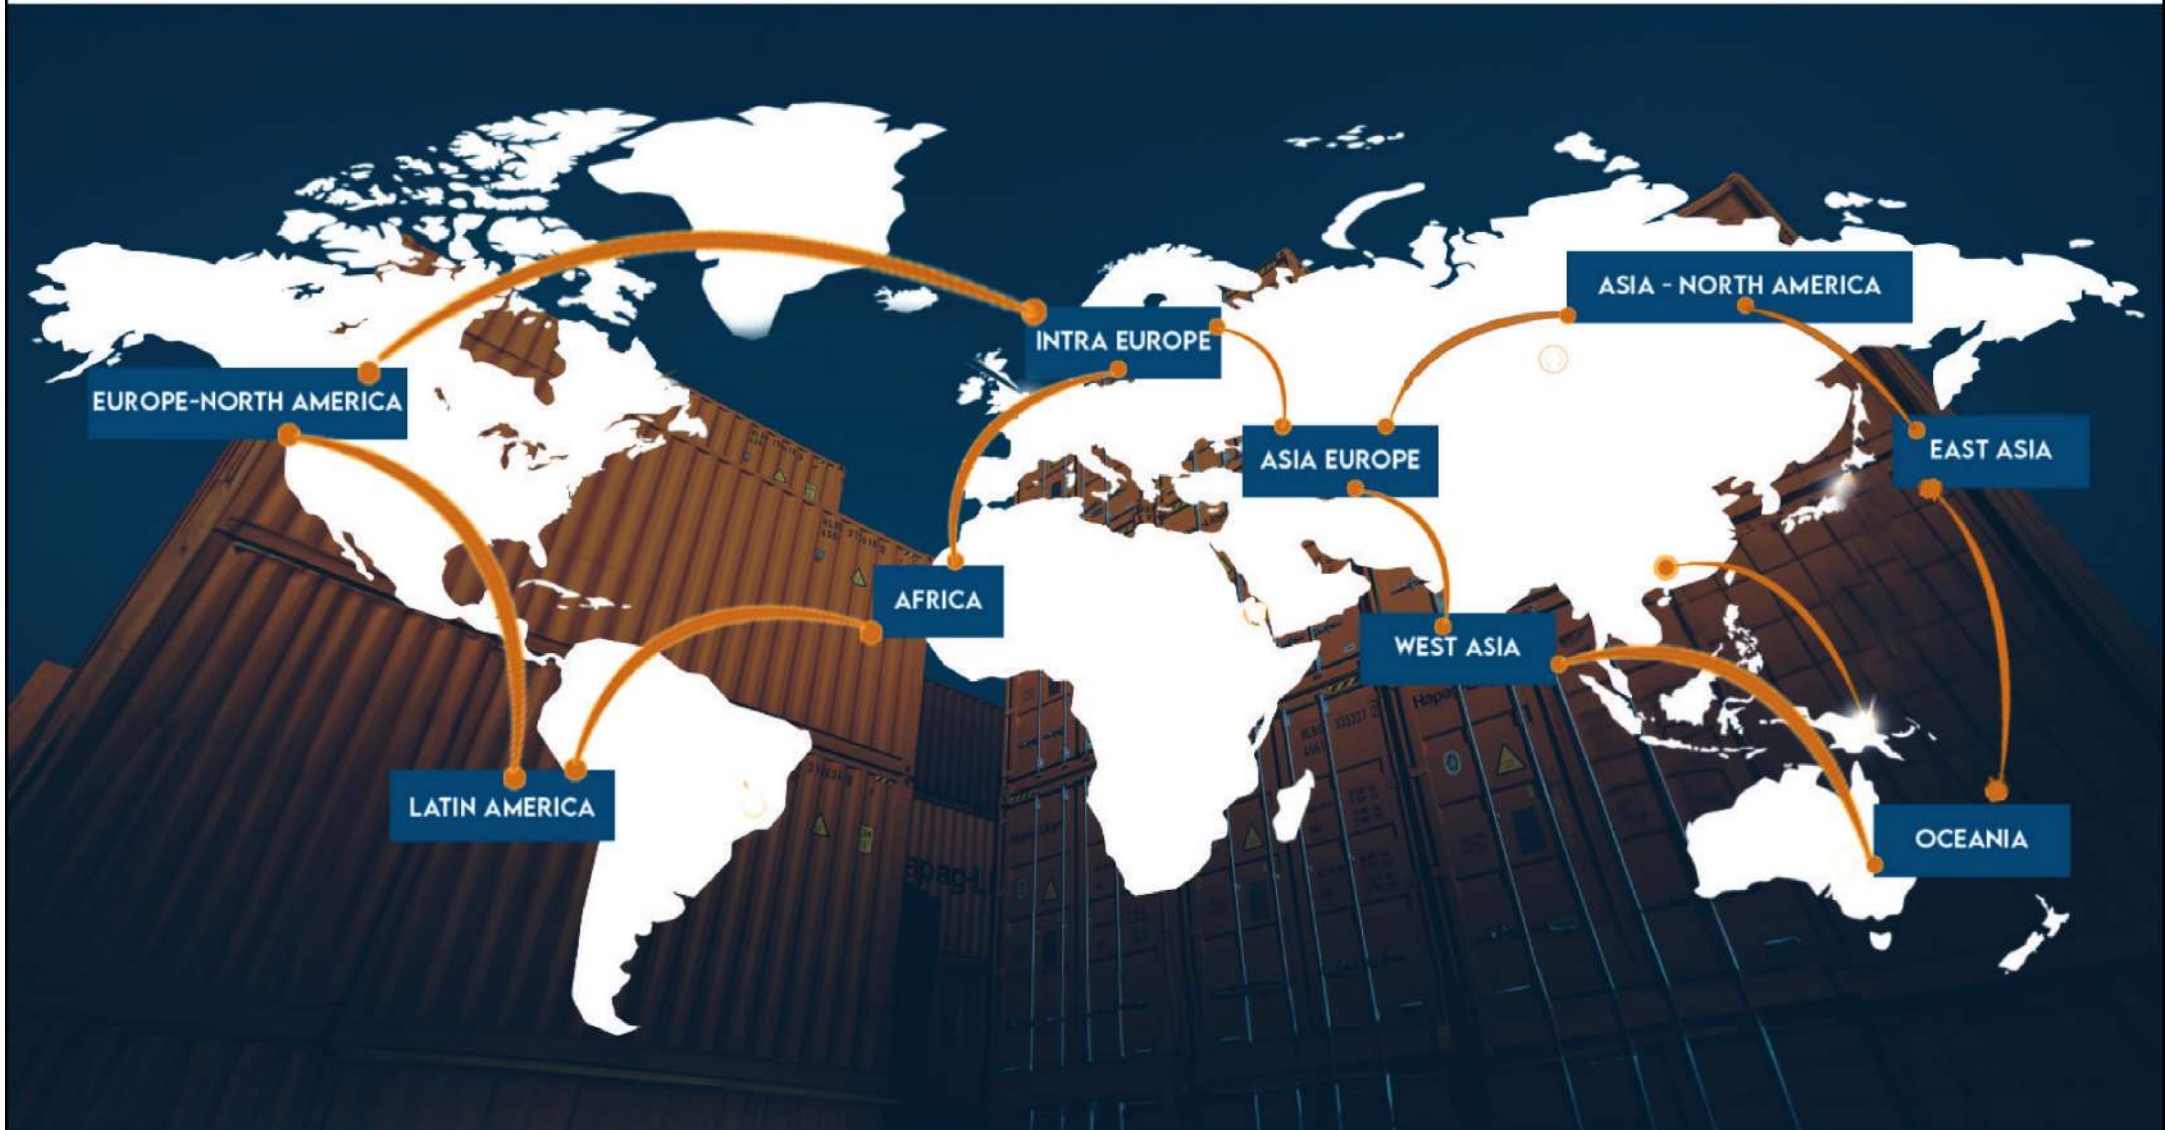 ASIA - NORTH AMERICA
INTRA EUROPE
EUROPE-NORTH AMERICA
EAST ASIA
ASIA EUROPE
AFRICA
WEST ASIA
LATIN AMERICA
OCEANIA